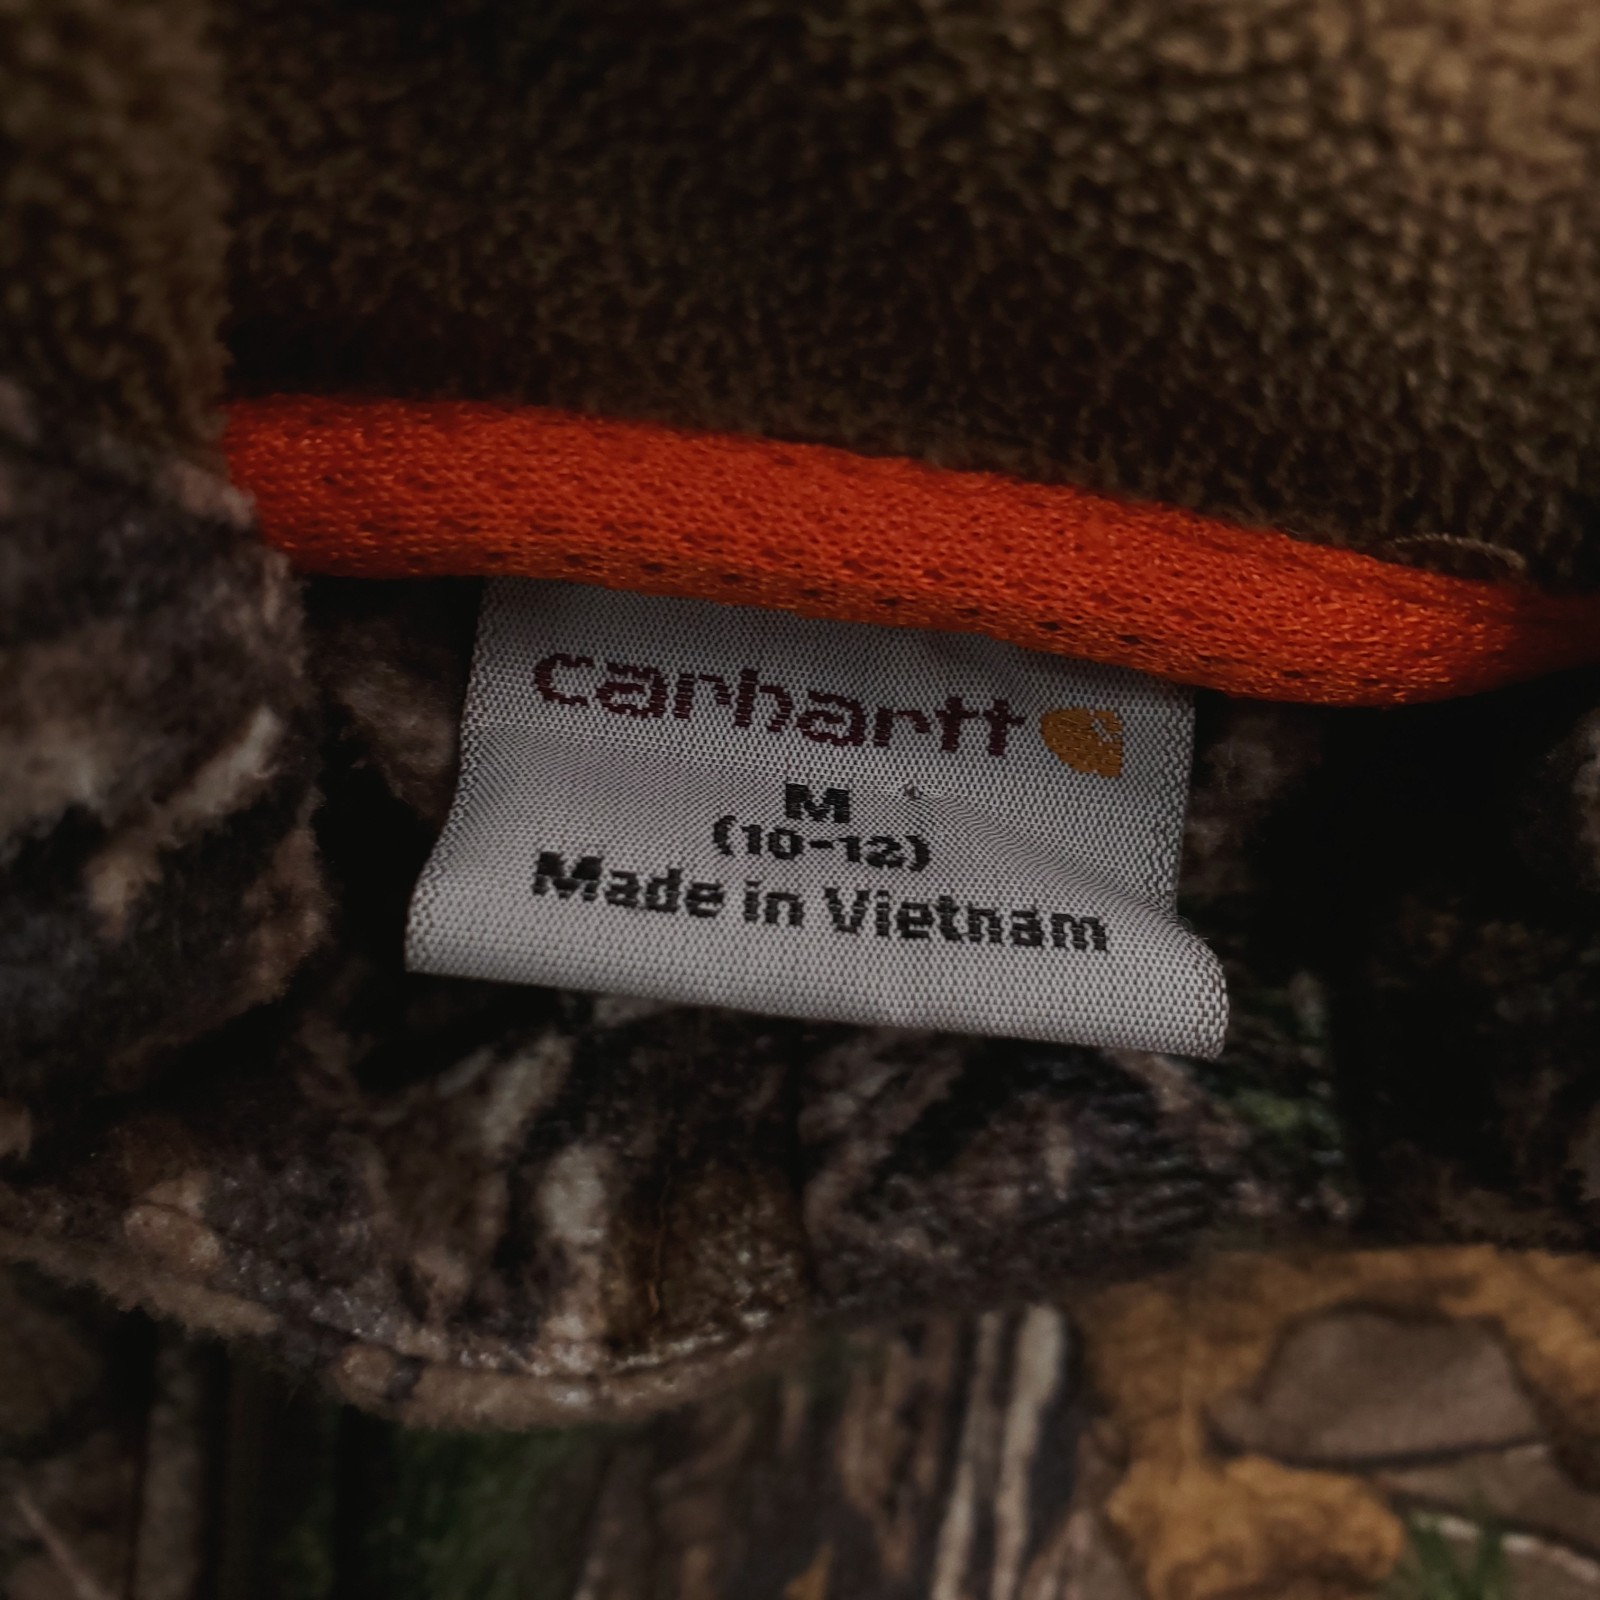 carhartt
M
(10-12)
Made in Vietnam